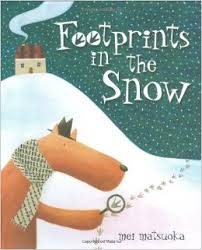 Footprints
in the
Snow
mei matsuoka